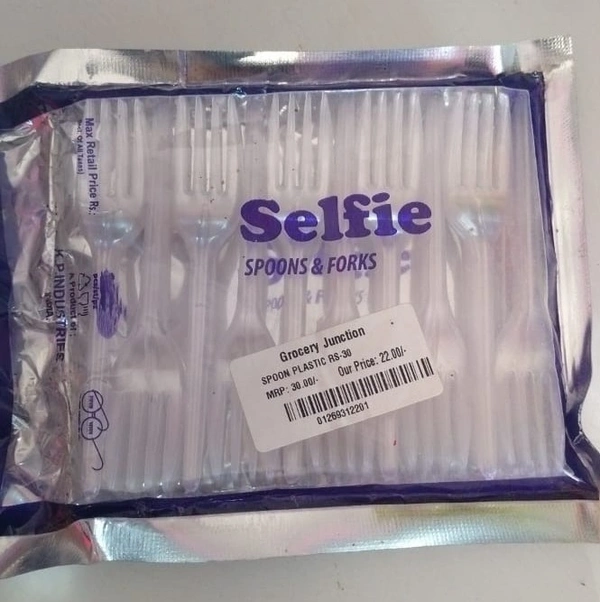 Selfie
SPOONS & FORKS
Grocery Junction
SPOON PLASTIC RS-30
MRP: 30.00/- Our Price: 22.00/-
01269312201
Max Retail Price Rs.:
A Product of :
K.P.INDUSTRIES